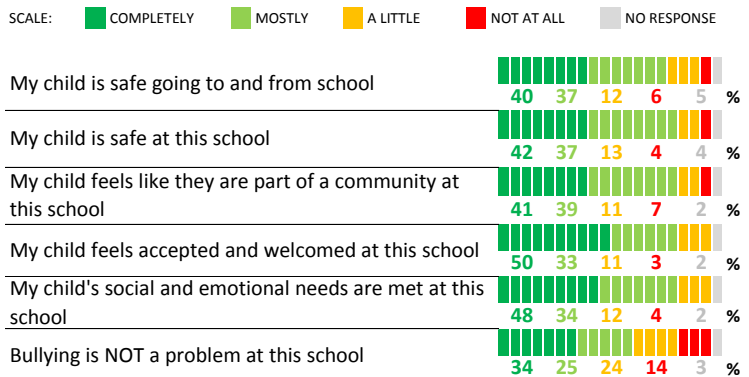 SCALE: COMPLETELY MOSTLY A LITTLE NOT AT ALL NO RESPONSE
My child is safe going to and from school
40 37 12 6 5 %
My child is safe at this school
42 37 13 4 4 %
My child feels like they are part of a community at
this school
41 39 11 7 2 %
My child feels accepted and welcomed at this school
50 33 11 3 2 %
My child's social and emotional needs are met at this
school
48 34 12 4 2 %
Bullying is NOT a problem at this school
34 25 24 14 3 %